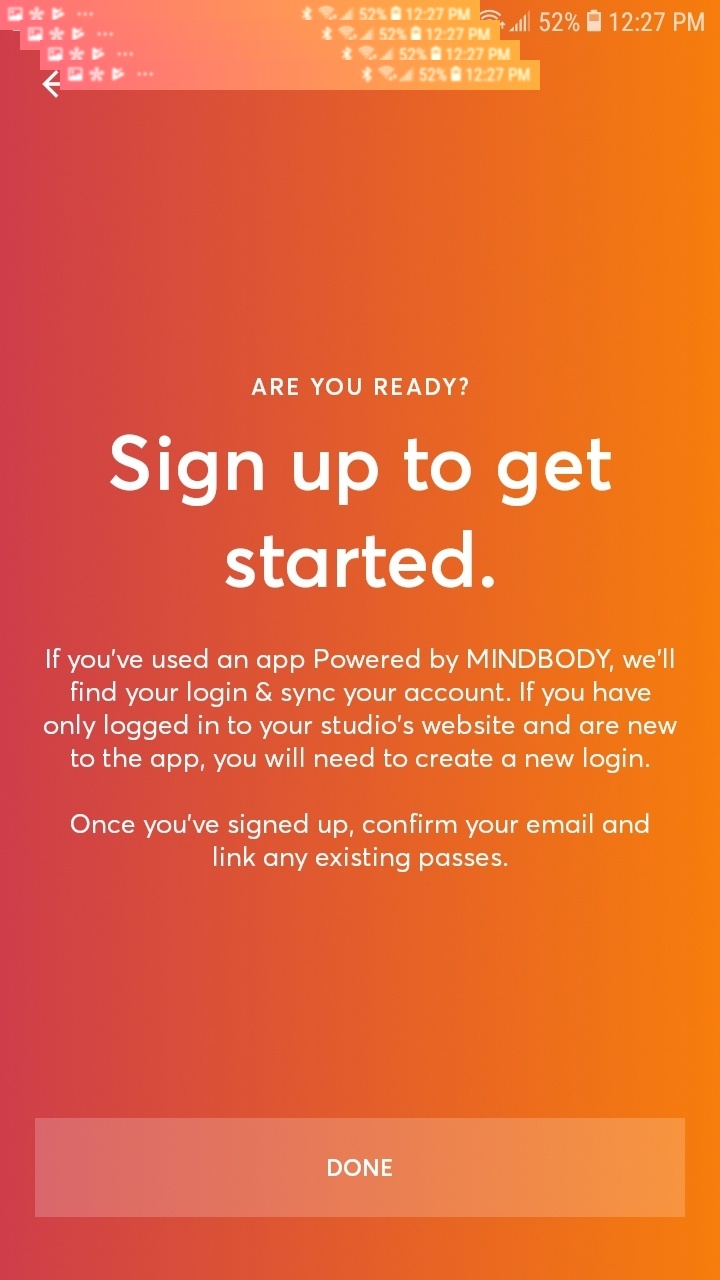 52% 12:27 PM
52% 12:27 PM
52% 12:27 PM
52% 12:27 PM
52% 12:27 PM
ARE YOU READY?
Sign up to get
started.
If you've used an app Powered by MINDBODY, we'll
find your login & sync your account. If you have
only logged in to your studio's website and are new
to the app, you will need to create a new login.
Once you've signed up, confirm your email and
link any existing passes.
DONE